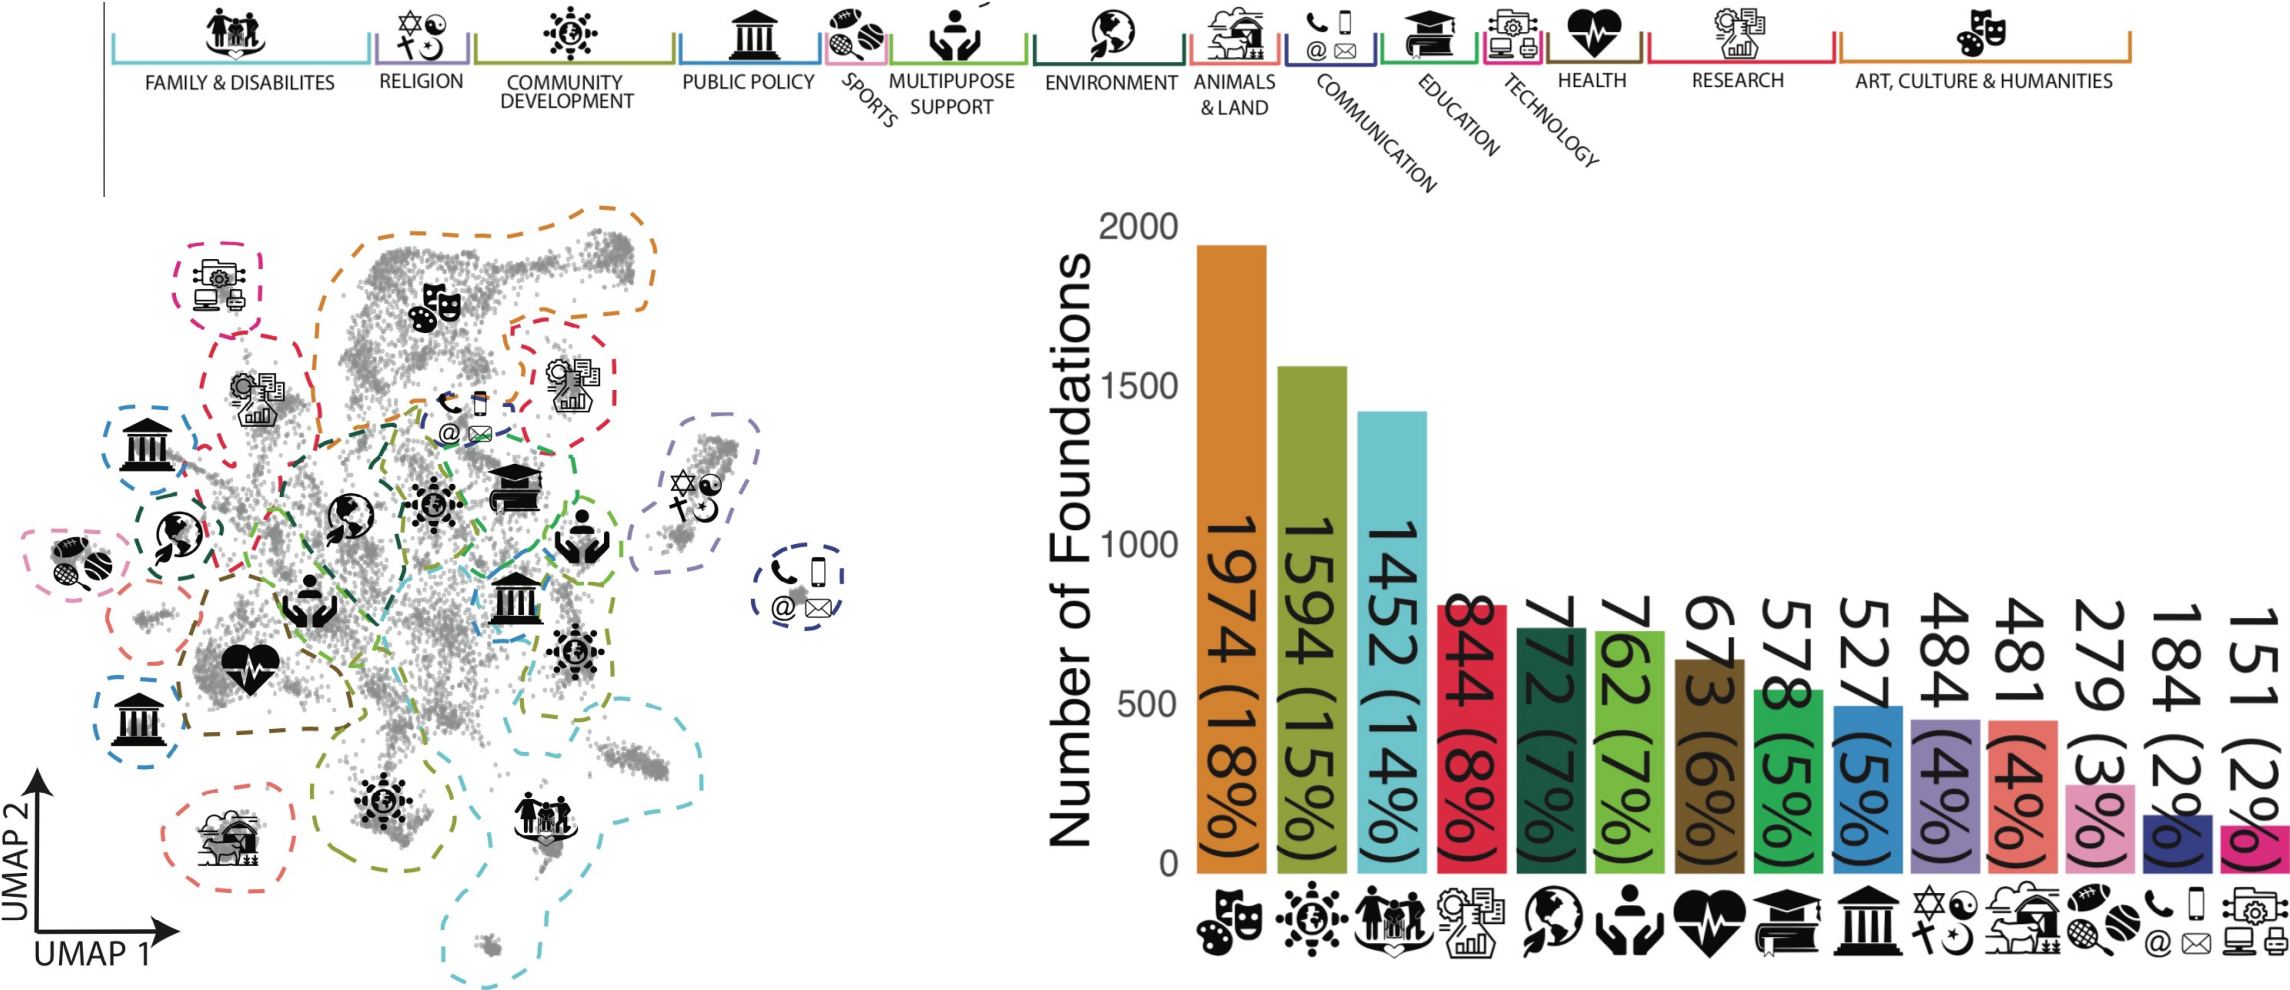 FAMILY & DISABILITES
RELIGION
COMMUNITY
DEVELOPMENT
PUBLIC POLICY
SPORTS
MULTIPUPOSE
SUPPORT
ENVIRONMENT
ANIMALS
& LAND
COMMUNICATION
EDUCATION
TECHNOLOGY
HEALTH
RESEARCH
ART, CULTURE & HUMANITIES
UMAP 2
UMAP 1
Number of Foundations
2000
1500
1000
500
0
1974 (18%)
1594 (15%)
1452 (14%)
844 (8%)
772 (7%)
762 (7%)
673 (6%)
578 (5%)
527 (5%)
484 (4%)
481 (4%)
279 (3%)
184 (2%)
151 (2%)